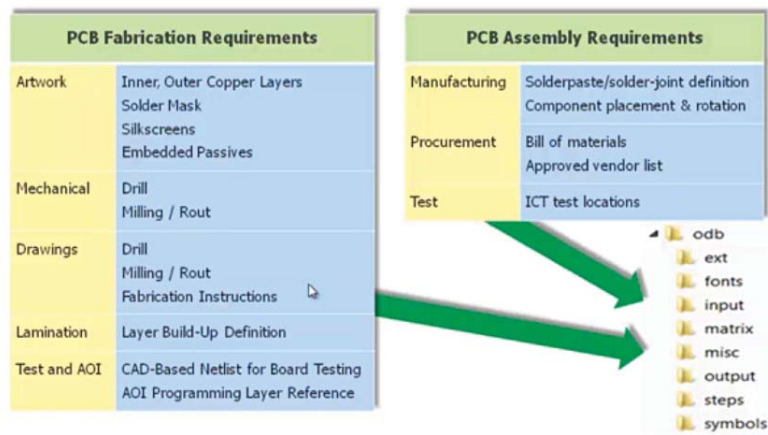 PCB Fabrication Requirements
Artwork Inner, Outer Copper Layers
Solder Mask
Silkscreens
Embedded Passives
Mechanical Drill
Milling / Rout
Drawings Drill
Milling / Rout
Fabrication Instructions
Lamination Layer Build-Up Definition
Test and AOI CAD-Based Netlist for Board Testing
AOI Programming Layer Reference
PCB Assembly Requirements
Manufacturing Solderpaste/solder-joint definition
Component placement & rotation
Procurement Bill of materials
Approved vendor list
Test ICT test locations
odb
ext
fonts
input
matrix
misc
output
steps
symbols